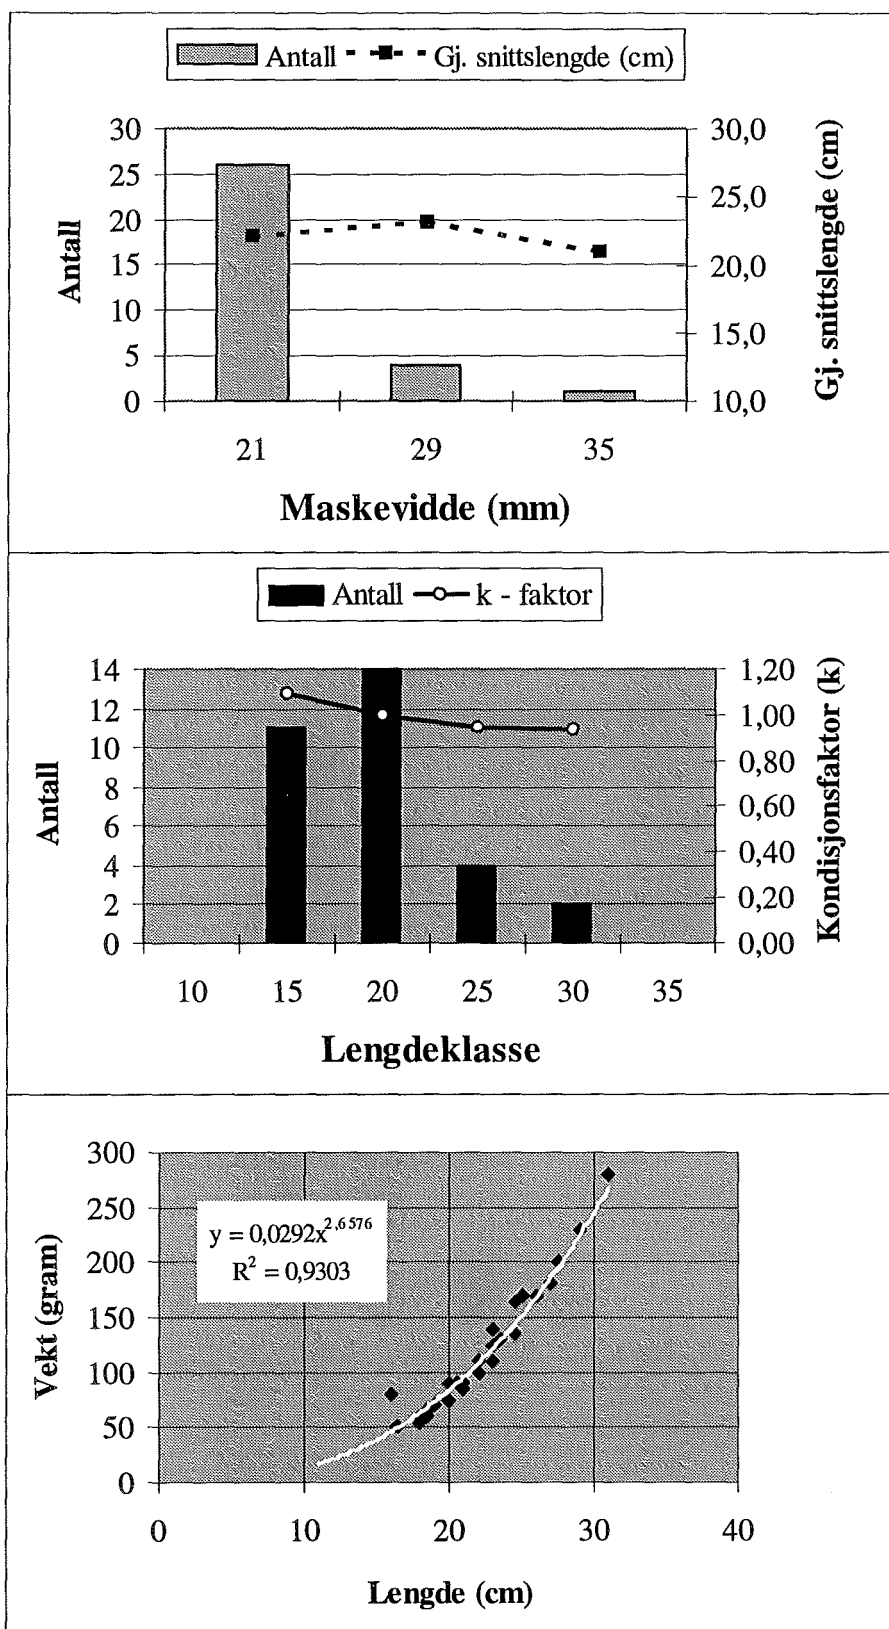 Antall Gj. snittslengde (cm)
30 30,0
25 25,0
20 20,0
15 15,0
10 10,0
5
0
Antall
Gj. snittslengde (cm)
21 29 35
Maskevidde (mm)
Antall k - faktor
14 1,20
12 1,00
10 0,80
8 0,60
6 0,40
4 0,20
2 0,00
0
Antall
Kondisjonsfaktor (k)
10 15 20 25 30 35
Lengdeklasse
300
250
200
150
100
50
0
Vekt (gram)
y = 0,0292x^2,6576
R² = 0,9303
0 10 20 30 40
Lengde (cm)